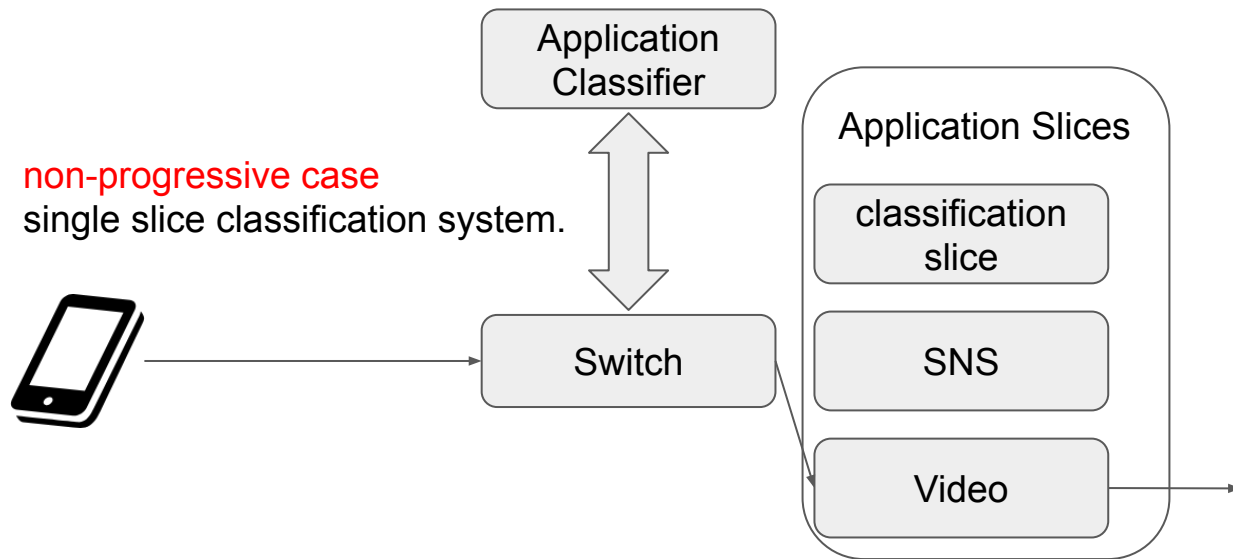 Application
Classifier
Application Slices
non-progressive case
single slice classification system.
classification
slice
Switch
SNS
Video